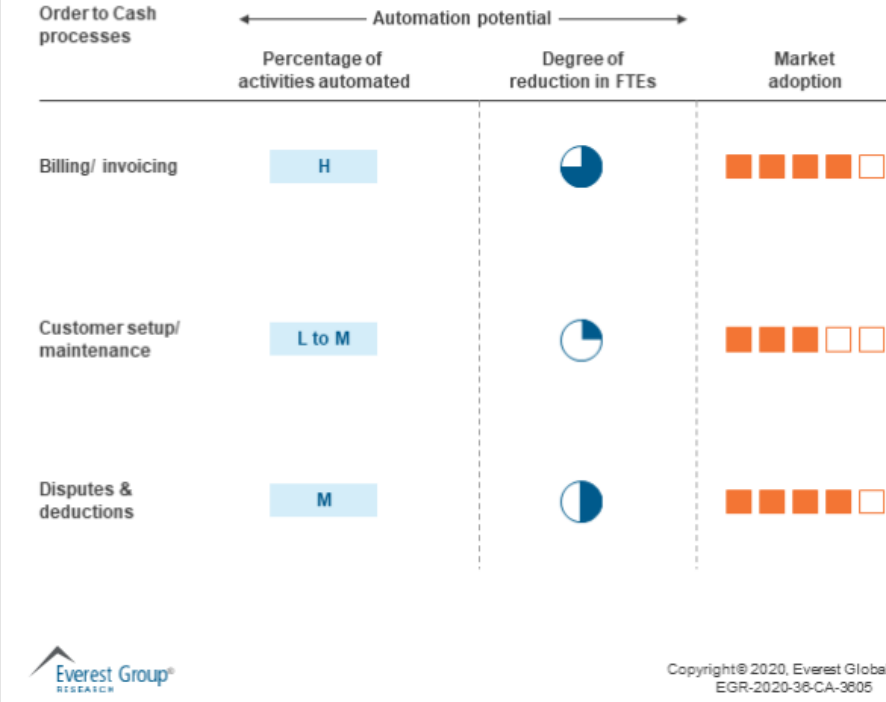 Order to Cash
processes
Automation potential
Percentage of
activities automated
Degree of
reduction in FTEs
Market
adoption
Billing/ invoicing
H
Customer setup/
maintenance
L to M
Disputes &
deductions
M
Everest Group®
RESEARCH
Copyright © 2020, Everest Globa
EGR-2020-36-CA-3605